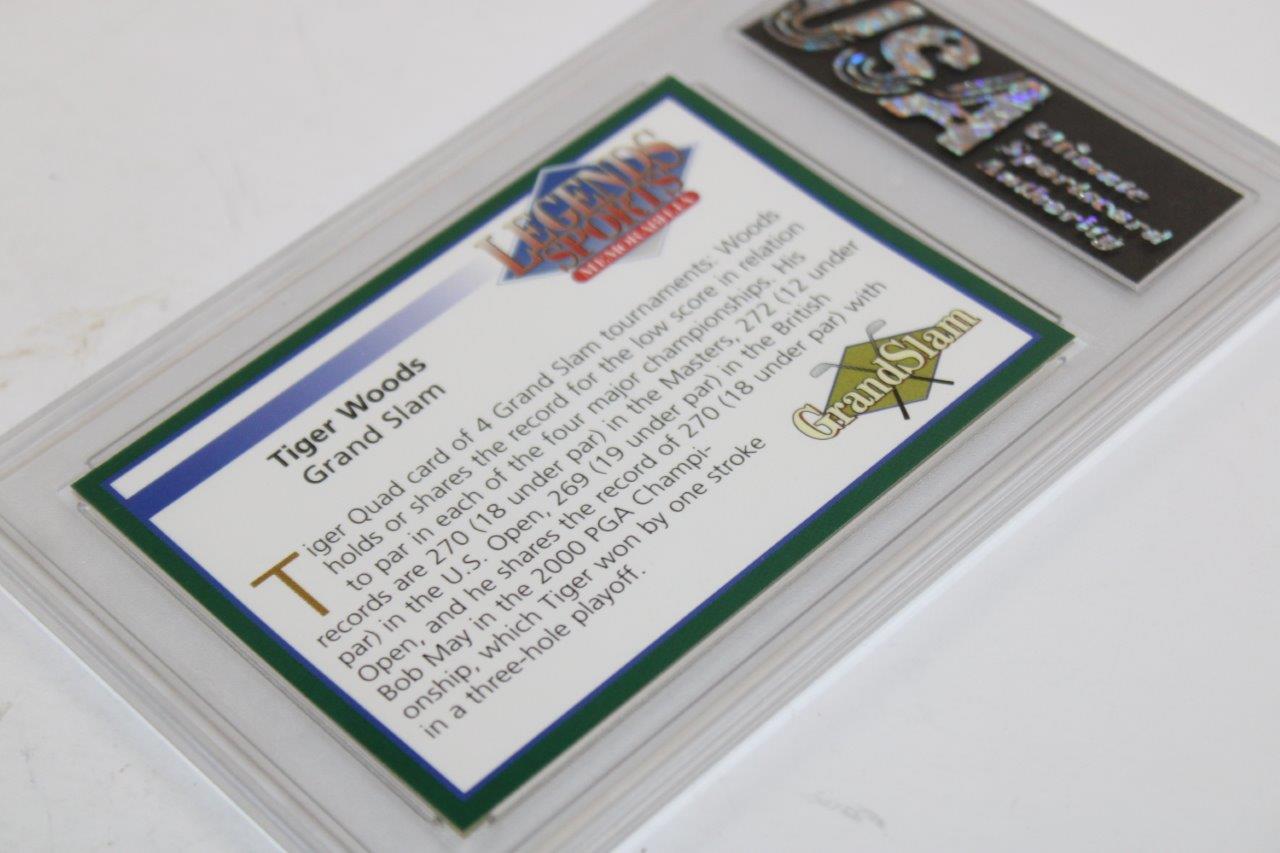 USA
Ultimate
Sportscard
Authority
LEGENDS
SPORTS
MEMORABILIA
Tiger Woods
Grand Slam
Tiger Quad card of 4 Grand Slam tournaments: Woods
holds or shares the record for the low score in relation
to par in each of the four major championships. His
records are 270 (18 under par) in the Masters, 272 (12 under
par) in the U.S. Open, 269 (19 under par) in the British
Open, and he shares the record of 270 (18 under par) with
Bob May in the 2000 PGA Champi-
onship, which Tiger won by one stroke
in a three-hole playoff.
GrandSlam